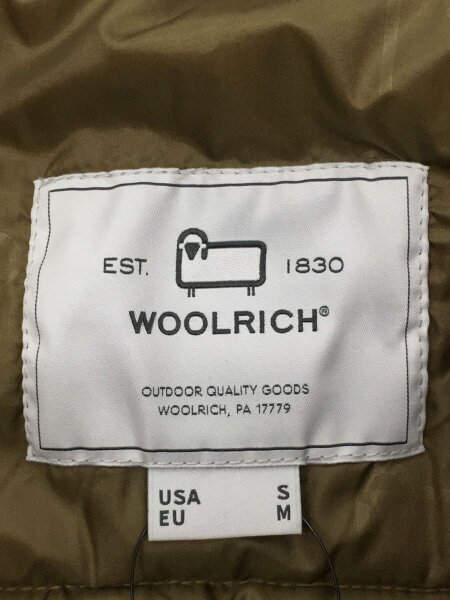 EST. 1830
WOOLRICH®
OUTDOOR QUALITY GOODS
WOOLRICH, PA 17779
USA S
EU M